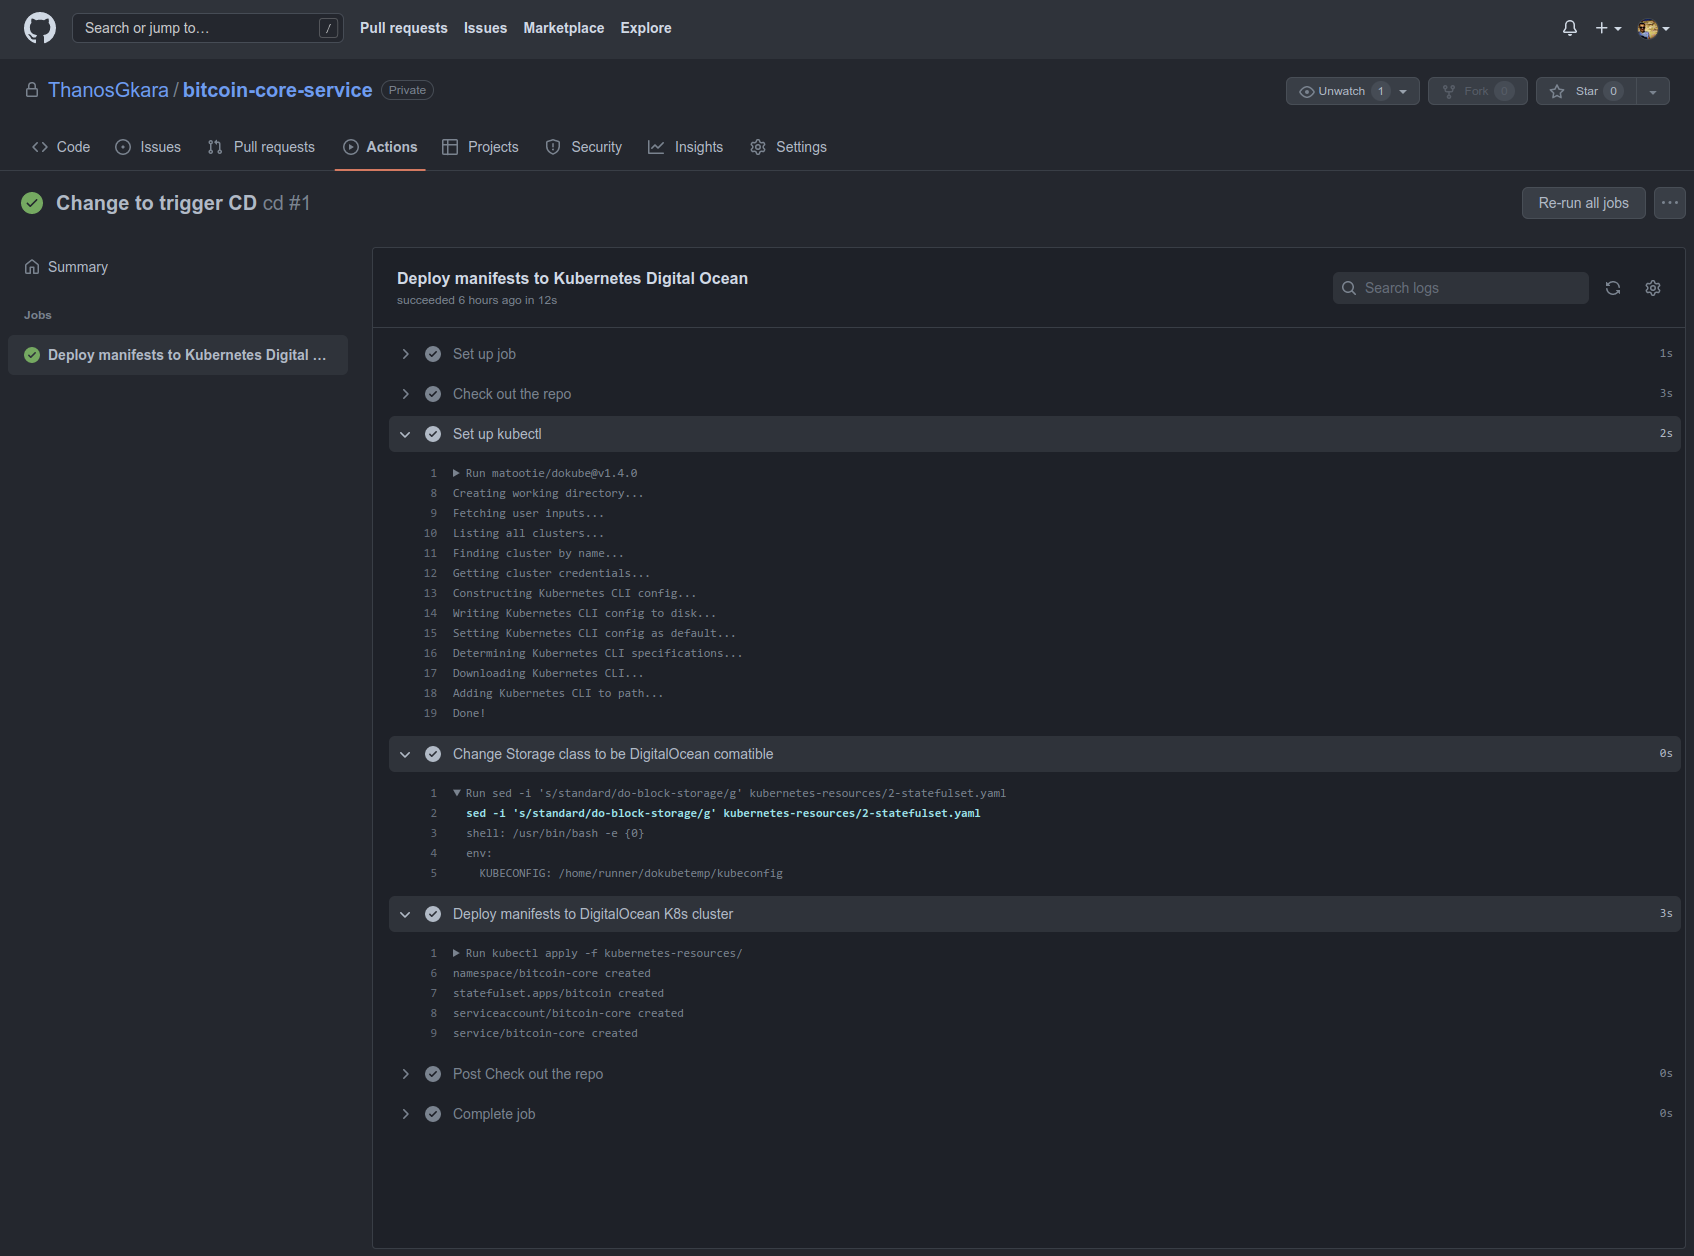 Search or jump to… /
Pull requests Issues Marketplace Explore
ThanosGkara / bitcoin-core-service Private
Unwatch 1 Fork 0 Star 0
Code Issues Pull requests Actions Projects Security Insights Settings
Change to trigger CD cd #1
Re-run all jobs
Summary
Jobs
Deploy manifests to Kubernetes Digital …
Deploy manifests to Kubernetes Digital Ocean
succeeded 6 hours ago in 12s
Search logs
Set up job 1s
Check out the repo 3s
Set up kubectl 2s
1 Run matootie/dokube@v1.4.0
8 Creating working directory...
9 Fetching user inputs...
10 Listing all clusters...
11 Finding cluster by name...
12 Getting cluster credentials...
13 Constructing Kubernetes CLI config...
14 Writing Kubernetes CLI config to disk...
15 Setting Kubernetes CLI config as default...
16 Determining Kubernetes CLI specifications...
17 Downloading Kubernetes CLI...
18 Adding Kubernetes CLI to path...
19 Done!
Change Storage class to be DigitalOcean comatible 0s
1 Run sed -i 's/standard/do-block-storage/g' kubernetes-resources/2-statefulset.yaml
2 sed -i 's/standard/do-block-storage/g' kubernetes-resources/2-statefulset.yaml
3 shell: /usr/bin/bash -e {0}
4 env:
5 KUBECONFIG: /home/runner/dokubetemp/kubeconfig
Deploy manifests to DigitalOcean K8s cluster 3s
1 Run kubectl apply -f kubernetes-resources/
6 namespace/bitcoin-core created
7 statefulset.apps/bitcoin created
8 serviceaccount/bitcoin-core created
9 service/bitcoin-core created
Post Check out the repo 0s
Complete job 0s